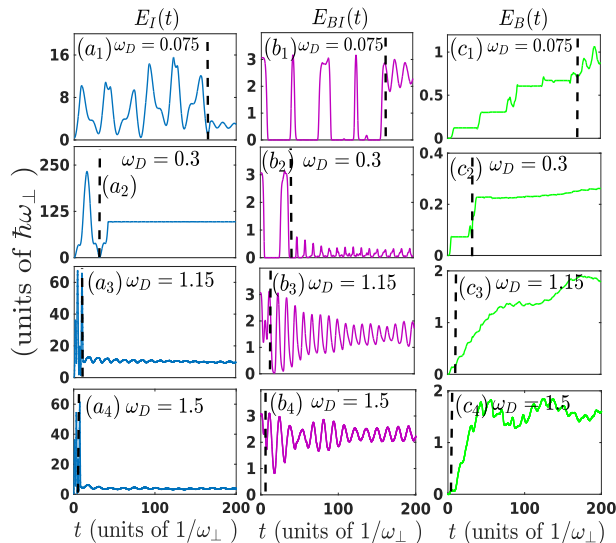 E_I(t) E_{BI}(t) E_B(t)
(units of ħω_⊥)
16
8
0
(a_1) ω_D = 0.075
3
2
1
0
(b_1) ω_D = 0.075
1
0.5
0
(c_1) ω_D = 0.075
250
125
0
ω_D = 0.3
(a_2)
3
2
1
0
(b_2) ω_D = 0.3
0.4
0.2
0
(c_2) ω_D = 0.3
60
40
20
0
(a_3) ω_D = 1.15
3
2
1
0
(b_3) ω_D = 1.15
2
1
0
(c_3) ω_D = 1.15
60
40
20
0
(a_4) ω_D = 1.5
4
3
2
1
0
(b_4) ω_D = 1.5
2
1
0
(c_4) ω_D = 1.5
0 100 200 0 100 200 0 100 200
t (units of 1/ω_⊥ ) t (units of 1/ω_⊥ ) t (units of 1/ω_⊥ )